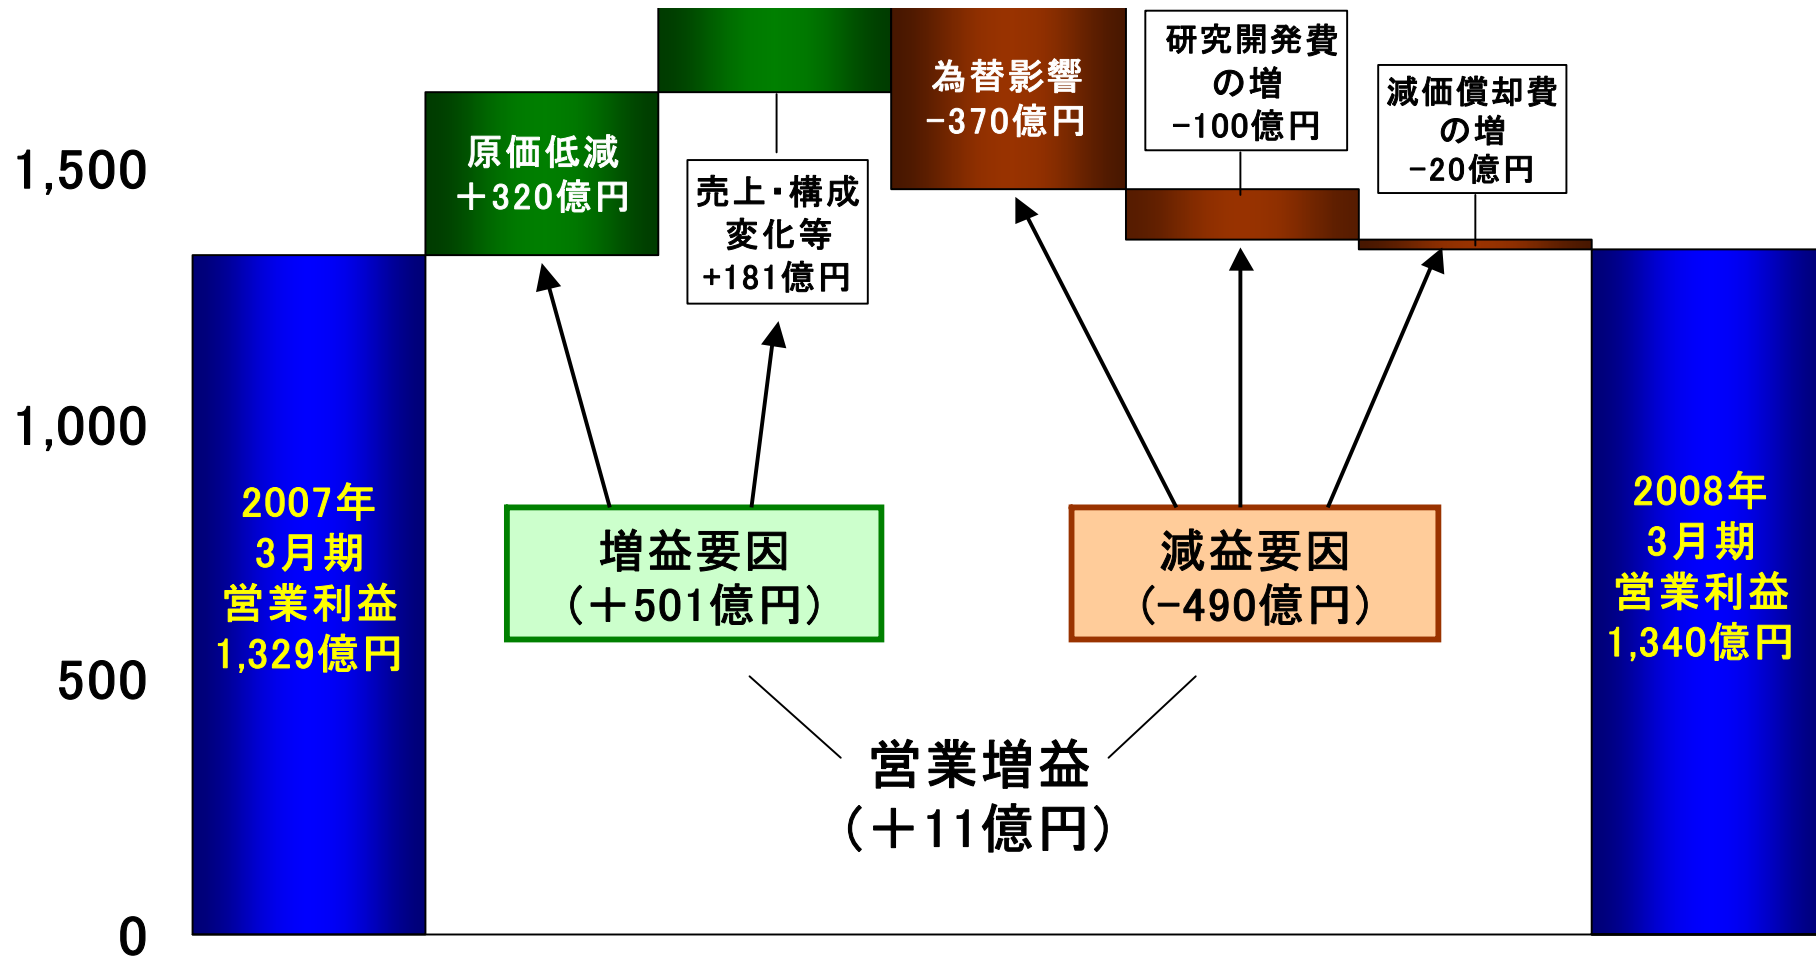 1,500
1,000
500
0
2007年
3月期
営業利益
1,329億円
原価低減
＋320億円
売上・構成
変化等
+181億円
為替影響
−370億円
研究開発費
の増
−100億円
減価償却費
の増
−20億円
2008年
3月期
営業利益
1,340億円
増益要因
（＋501億円）
減益要因
（−490億円）
営業増益
（＋11億円）